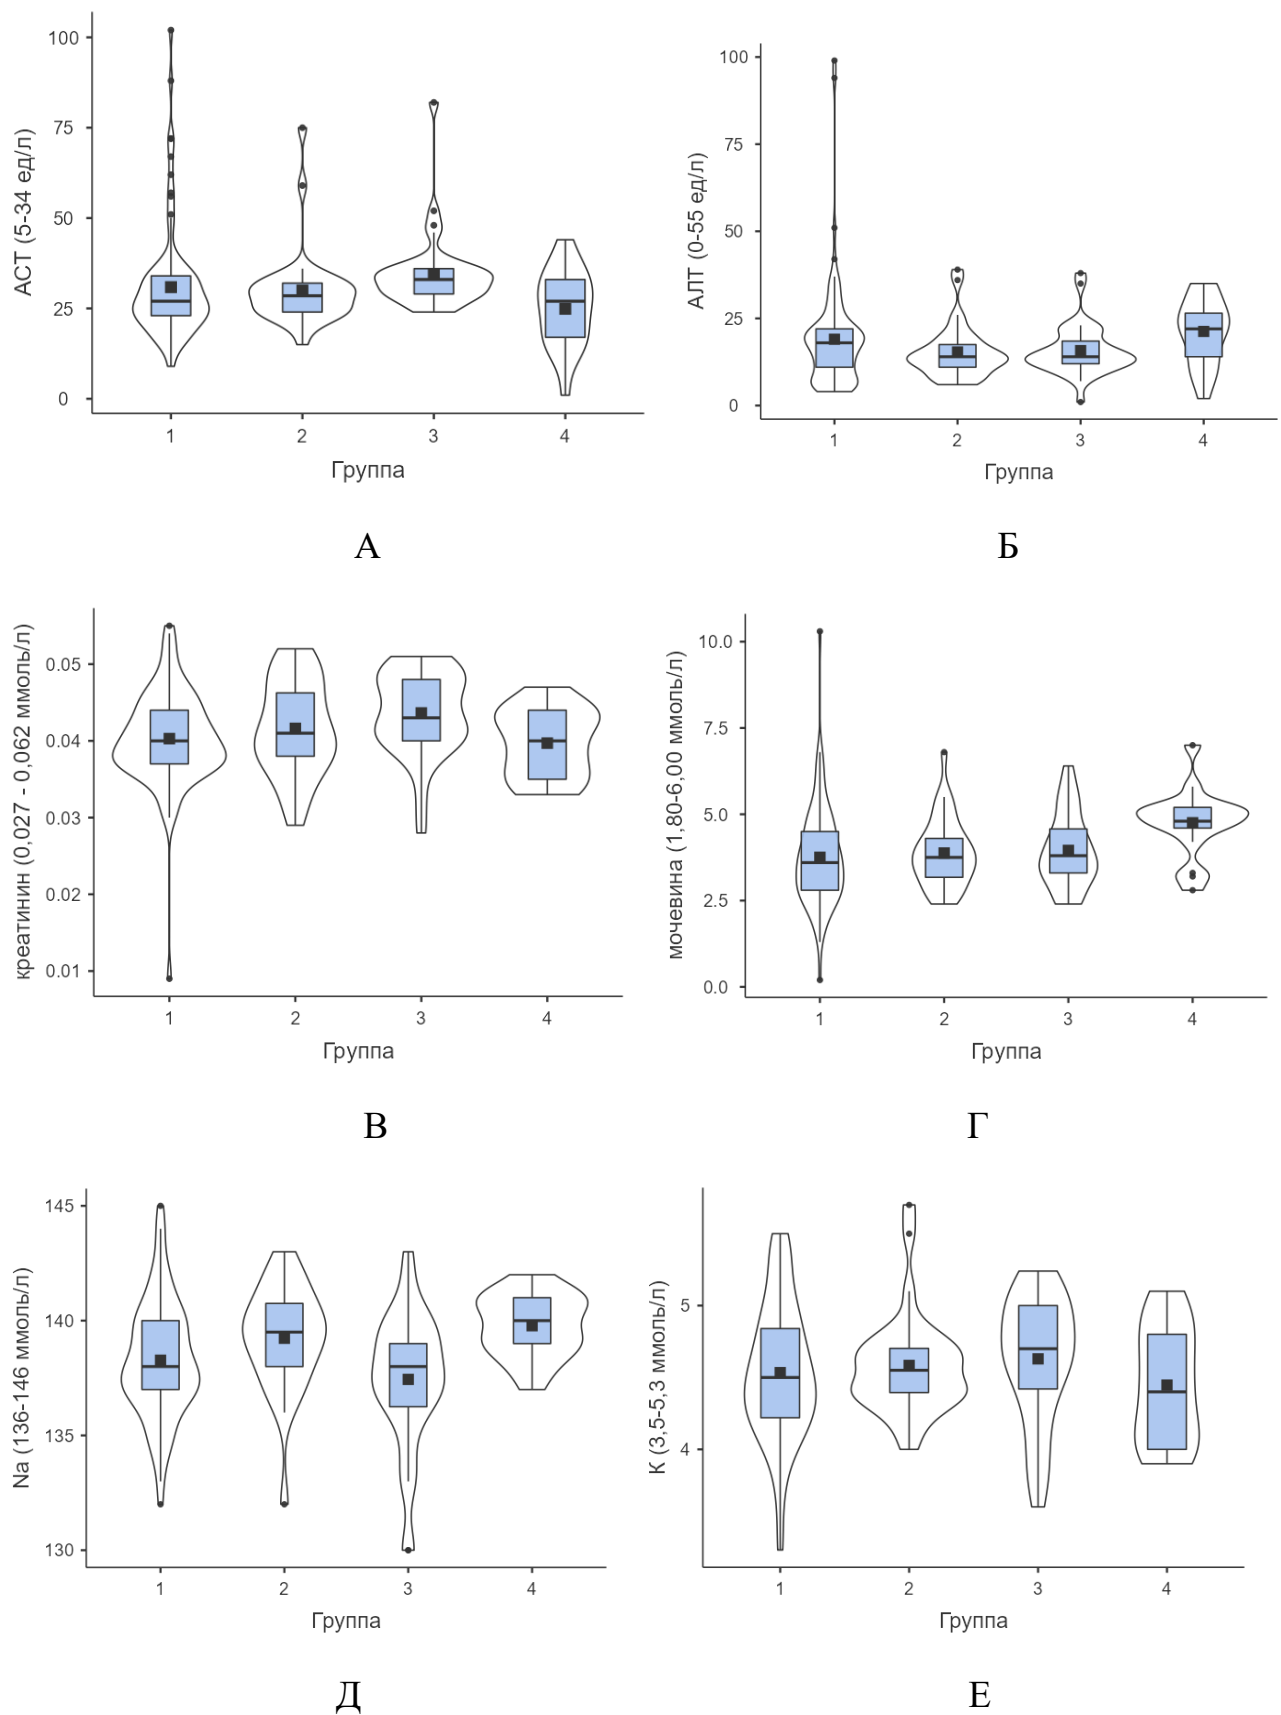 АСТ (5-34 ед/л)
100
75
50
25
0
1 2 3 4
Группа
А
АЛТ (0-55 ед/л)
100
75
50
25
0
1 2 3 4
Группа
Б
креатинин (0,027 - 0,062 ммоль/л)
0.05
0.04
0.03
0.02
0.01
1 2 3 4
Группа
В
мочевина (1,80-6,00 ммоль/л)
10.0
7.5
5.0
2.5
0.0
1 2 3 4
Группа
Г
Na (136-146 ммоль/л)
145
140
135
130
1 2 3 4
Группа
Д
К (3,5-5,3 ммоль/л)
5
4
1 2 3 4
Группа
Е